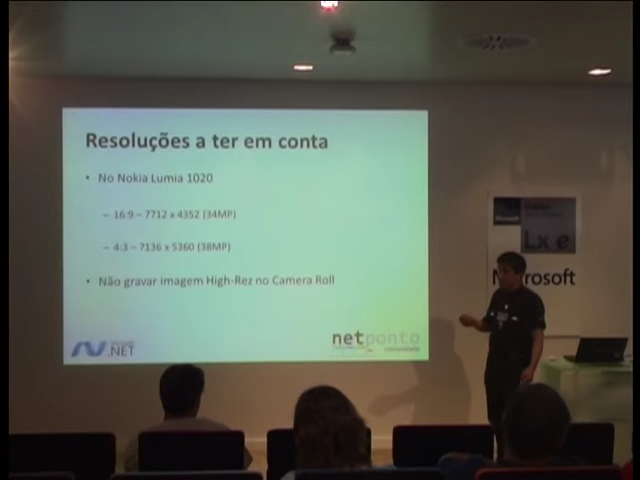 Resoluções a ter em conta
• No Nokia Lumia 1020
– 16:9 – 7712 x 4352 (34MP)
– 4:3 – 7136 x 5360 (38MP)
• Não gravar imagem High-Rez no Camera Roll
.NET
netponto
comunidade
Lx e
Microsoft